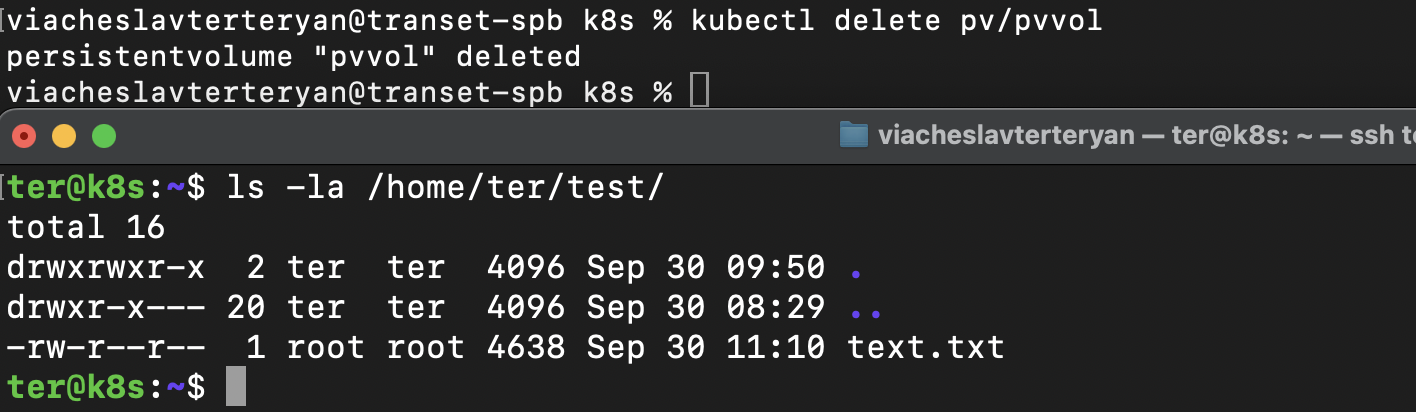 viacheslavterteryan@transet-spb k8s % kubectl delete pv/pvvol
persistentvolume "pvvol" deleted
viacheslavterteryan@transet-spb k8s %
viacheslavterteryan — ter@k8s: ~ — ssh te
ter@k8s:~$ ls -la /home/ter/test/
total 16
drwxrwxr-x  2 ter  ter  4096 Sep 30 09:50 .
drwxr-x--- 20 ter  ter  4096 Sep 30 08:29 ..
-rw-r--r--  1 root root 4638 Sep 30 11:10 text.txt
ter@k8s:~$